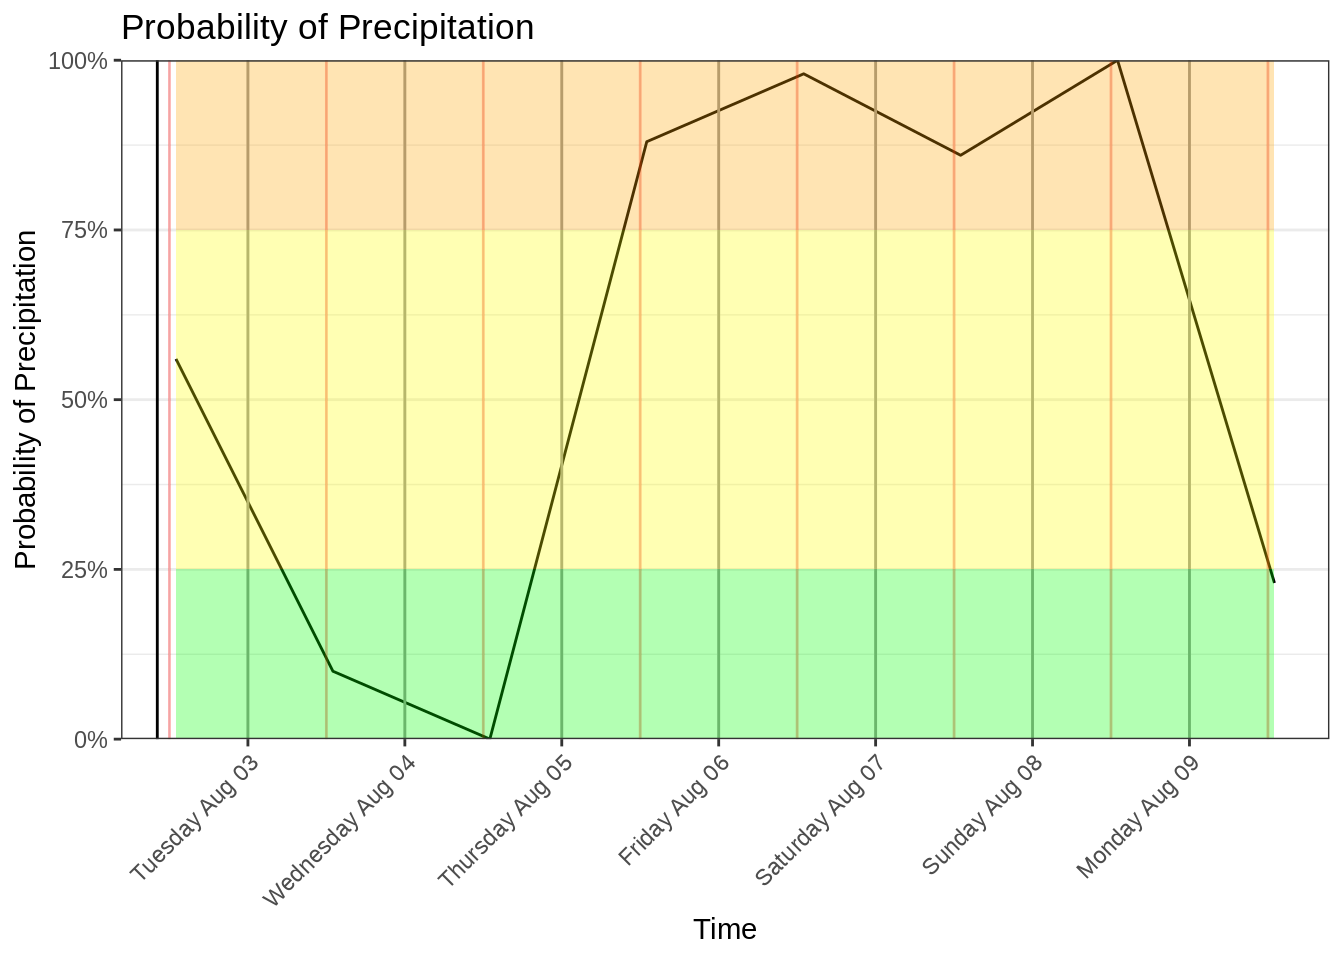 Probability of Precipitation
Probability of Precipitation
100%
75%
50%
25%
0%
Tuesday Aug 03
Wednesday Aug 04
Thursday Aug 05
Friday Aug 06
Saturday Aug 07
Sunday Aug 08
Monday Aug 09
Time